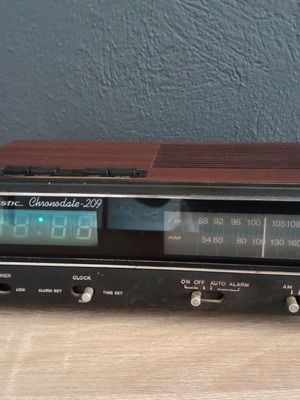 Chronodate-209
FM 88 92 96 100 105 108
AM 54 60 80 100 130
CLOCK ON OFF AUTO ALARM AM
LOW ALARM SET TIME SET